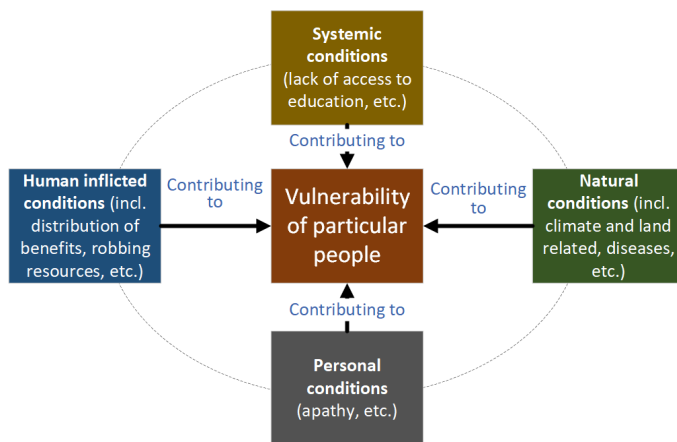 Systemic
conditions
(lack of access to
education, etc.)
Contributing to
Human inflicted
conditions (incl.
distribution of
benefits, robbing
resources, etc.)
Contributing
to
Vulnerability
of particular
people
Contributing
to
Natural
conditions (incl.
climate and land
related, diseases,
etc.)
Contributing to
Personal
conditions
(apathy, etc.)